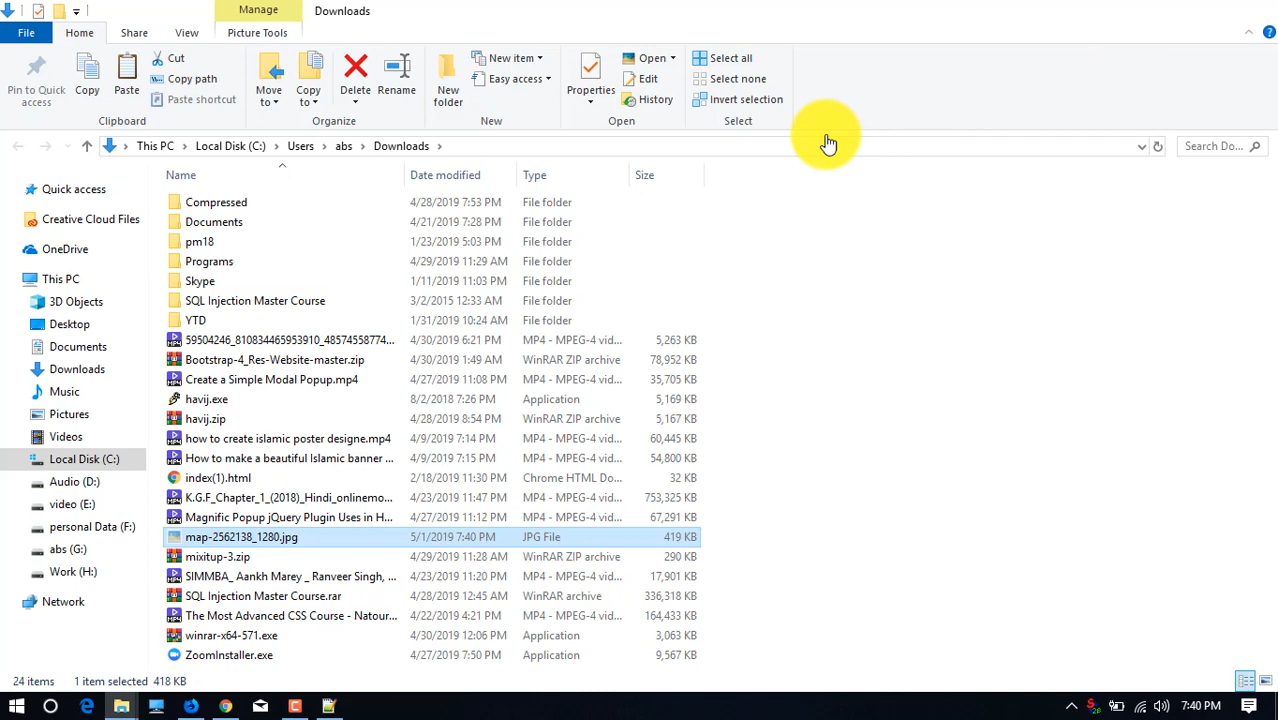 Manage Downloads
File Home Share View Picture Tools
Pin to Quick access
Copy
Paste
Cut
Copy path
Paste shortcut
Clipboard
Move to
Copy to
Delete
Rename
Organize
New folder
New item
Easy access
New
Properties
Open
Edit
History
Open
Select all
Select none
Invert selection
Select
This PC Local Disk (C:) Users abs Downloads Search Do...
Quick access
Creative Cloud Files
OneDrive
This PC
3D Objects
Desktop
Documents
Downloads
Music
Pictures
Videos
Local Disk (C:)
Audio (D:)
video (E:)
personal Data (F:)
abs (G:)
Work (H:)
Network
Name Date modified Type Size
Compressed 4/28/2019 7:53 PM File folder
Documents 4/21/2019 7:28 PM File folder
pm18 1/23/2019 5:03 PM File folder
Programs 4/29/2019 11:29 AM File folder
Skype 1/11/2019 11:03 PM File folder
SQL Injection Master Course 3/2/2015 12:33 AM File folder
YTD 1/31/2019 10:24 AM File folder
59504246_810834465953910_48574558774... 4/30/2019 6:21 PM MP4 - MPEG-4 vid... 5,263 KB
Bootstrap-4_Res-Website-master.zip 4/30/2019 1:49 AM WinRAR ZIP archive 78,952 KB
Create a Simple Modal Popup.mp4 4/27/2019 11:08 PM MP4 - MPEG-4 vid... 35,705 KB
havij.exe 8/2/2018 7:26 PM Application 5,169 KB
havij.zip 4/28/2019 8:54 PM WinRAR ZIP archive 5,167 KB
how to create islamic poster designe.mp4 4/9/2019 7:14 PM MP4 - MPEG-4 vid... 60,445 KB
How to make a beautiful Islamic banner ... 4/9/2019 7:15 PM MP4 - MPEG-4 vid... 54,800 KB
index(1).html 2/18/2019 11:30 PM Chrome HTML Do... 32 KB
K.G.F_Chapter_1_(2018)_Hindi_onlinemo... 4/23/2019 11:47 PM MP4 - MPEG-4 vid... 753,325 KB
Magnific Popup jQuery Plugin Uses in H... 4/27/2019 11:12 PM MP4 - MPEG-4 vid... 67,291 KB
map-2562138_1280.jpg 5/1/2019 7:40 PM JPG File 419 KB
mixitup-3.zip 4/29/2019 11:28 AM WinRAR ZIP archive 290 KB
SIMMBA_ Aankh Marey _ Ranveer Singh, ... 4/23/2019 11:20 PM MP4 - MPEG-4 vid... 17,901 KB
SQL Injection Master Course.rar 4/28/2019 12:45 AM WinRAR archive 336,318 KB
The Most Advanced CSS Course - Natour... 4/22/2019 4:21 PM MP4 - MPEG-4 vid... 164,433 KB
winrar-x64-571.exe 4/30/2019 12:06 PM Application 3,063 KB
ZoomInstaller.exe 4/27/2019 7:50 PM Application 9,567 KB
24 items 1 item selected 418 KB
7:40 PM